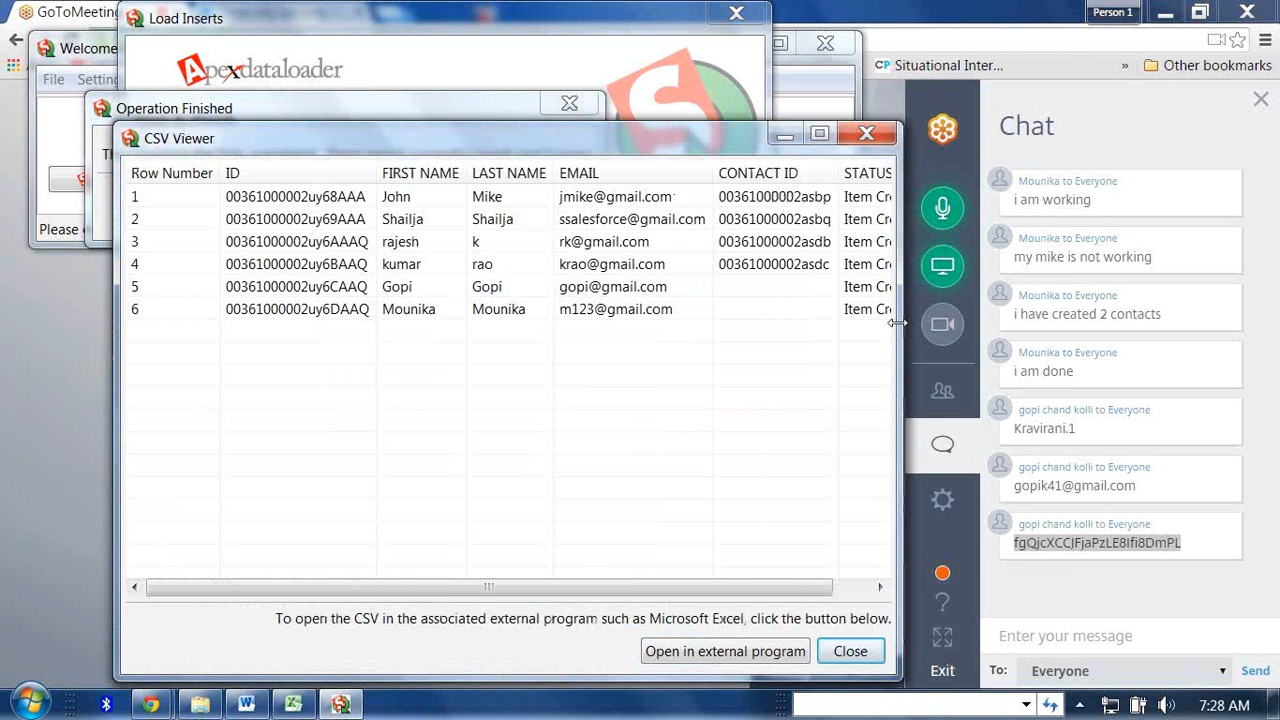 GoToMeeting
Load Inserts
Person 1
Welcome
Apexdataloader
CP Situational Inter...
» Other bookmarks
File Setting
Operation Finished
Th
CSV Viewer
Chat
Row Number ID FIRST NAME LAST NAME EMAIL CONTACT ID STATUS
1 00361000002uy68AAA John Mike jmike@gmail.com 00361000002asbp Item Cr
2 00361000002uy69AAA Shailja Shailja ssalesforce@gmail.com 00361000002asbq Item Cr
3 00361000002uy6AAAQ rajesh k rk@gmail.com 00361000002asdb Item Cr
4 00361000002uy6BAAQ kumar rao krao@gmail.com 00361000002asdc Item Cr
5 00361000002uy6CAAQ Gopi Gopi gopi@gmail.com Item Cr
6 00361000002uy6DAAQ Mounika Mounika m123@gmail.com Item Cr
Please
To open the CSV in the associated external program such as Microsoft Excel, click the button below.
Open in external program Close
Mounika to Everyone
i am working
Mounika to Everyone
my mike is not working
Mounika to Everyone
i have created 2 contacts
Mounika to Everyone
i am done
gopi chand kolli to Everyone
Kravirani.1
gopi chand kolli to Everyone
gopik41@gmail.com
gopi chand kolli to Everyone
fgQjcXCCJFjaPzLE8Ifi8DmPL
Enter your message
Exit
To: Everyone Send
7:28 AM